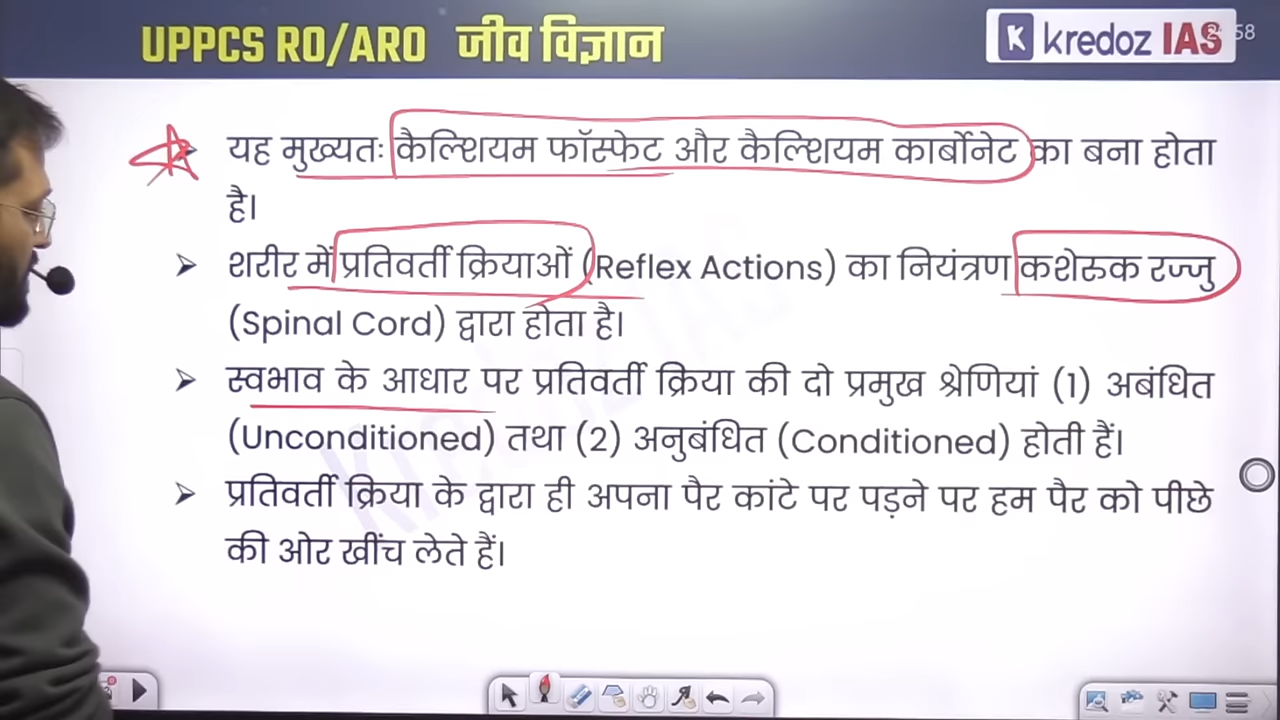 UPPCS RO/ARO जीव विज्ञान
kredoz IAS
यह मुख्यतः कैल्शियम फॉस्फेट और कैल्शियम कार्बोनेट का बना होता
है।
शरीर में प्रतिवर्ती क्रियाओं (Reflex Actions) का नियंत्रण कशेरुक रज्जु
(Spinal Cord) द्वारा होता है।
स्वभाव के आधार पर प्रतिवर्ती क्रिया की दो प्रमुख श्रेणियां (1) अबंधित
(Unconditioned) तथा (2) अनुबंधित (Conditioned) होती हैं।
प्रतिवर्ती क्रिया के द्वारा ही अपना पैर कांटे पर पड़ने पर हम पैर को पीछे
की ओर खींच लेते हैं।